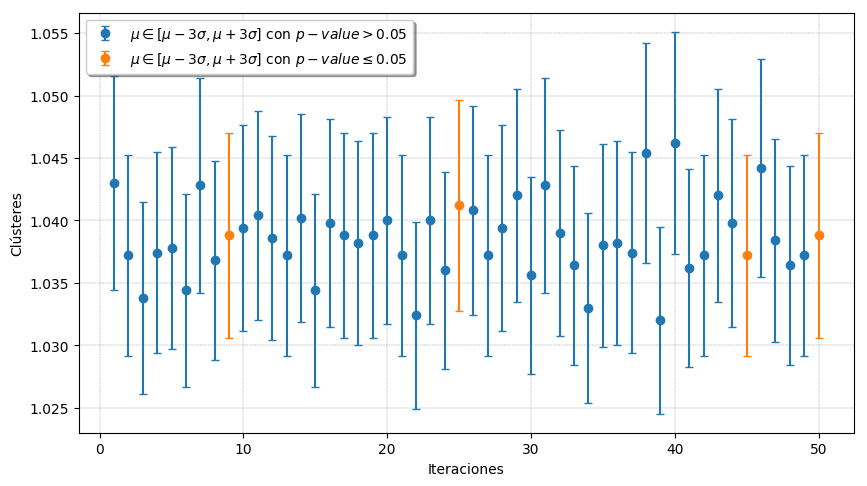 μ ∈ [μ − 3σ, μ + 3σ] con p − value > 0.05
μ ∈ [μ − 3σ, μ + 3σ] con p − value ≤ 0.05
1.055
1.050
1.045
1.040
1.035
1.030
1.025
Clústeres
0 10 20 30 40 50
Iteraciones